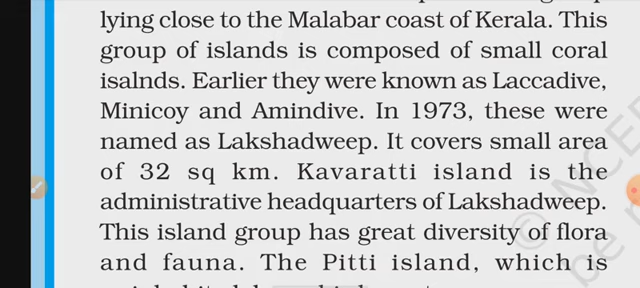 lying close to the Malabar coast of Kerala. This
group of islands is composed of small coral
isalnds. Earlier they were known as Laccadive,
Minicoy and Amindive. In 1973, these were
named as Lakshadweep. It covers small area
of 32 sq km. Kavaratti island is the
administrative headquarters of Lakshadweep.
This island group has great diversity of flora
and fauna. The Pitti island, which is
© NCE
be